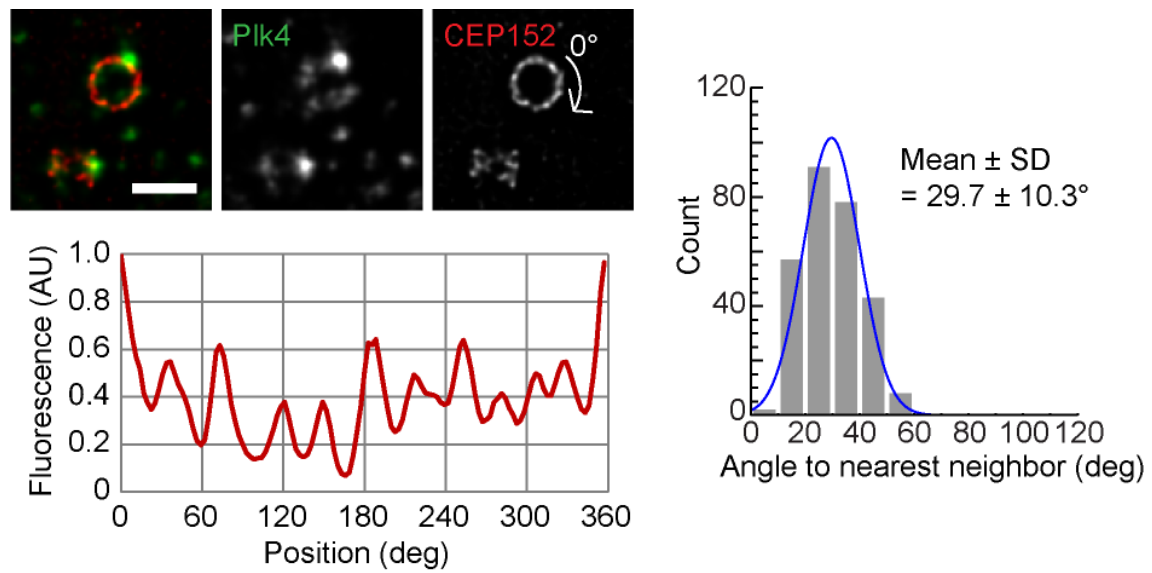 Plk4
CEP152
0°
Fluorescence (AU)
1.0
0.8
0.6
0.4
0.2
0
0 60 120 180 240 300 360
Position (deg)
Count
120
80
40
0
0 20 40 60 80 100 120
Angle to nearest neighbor (deg)
Mean ± SD
= 29.7 ± 10.3°